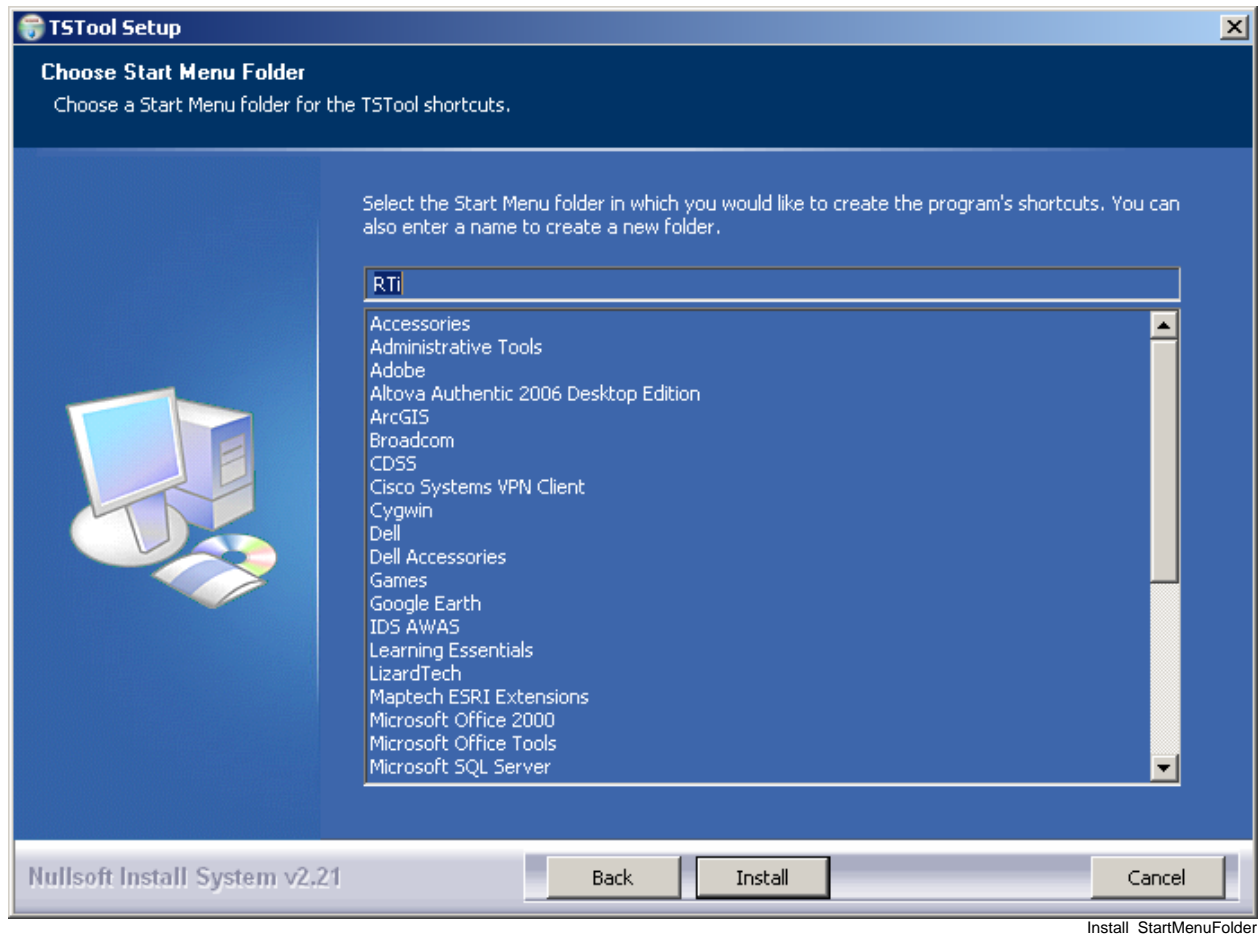 TSTool Setup
Choose Start Menu Folder
Choose a Start Menu folder for the TSTool shortcuts.
Select the Start Menu folder in which you would like to create the program's shortcuts. You can
also enter a name to create a new folder.
RTi
Accessories
Administrative Tools
Adobe
Altova Authentic 2006 Desktop Edition
ArcGIS
Broadcom
CDSS
Cisco Systems VPN Client
Cygwin
Dell
Dell Accessories
Games
Google Earth
IDS AWAS
Learning Essentials
LizardTech
Maptech ESRI Extensions
Microsoft Office 2000
Microsoft Office Tools
Microsoft SQL Server
Nullsoft Install System v2.21
Back
Install
Cancel
Install_StartMenuFolder